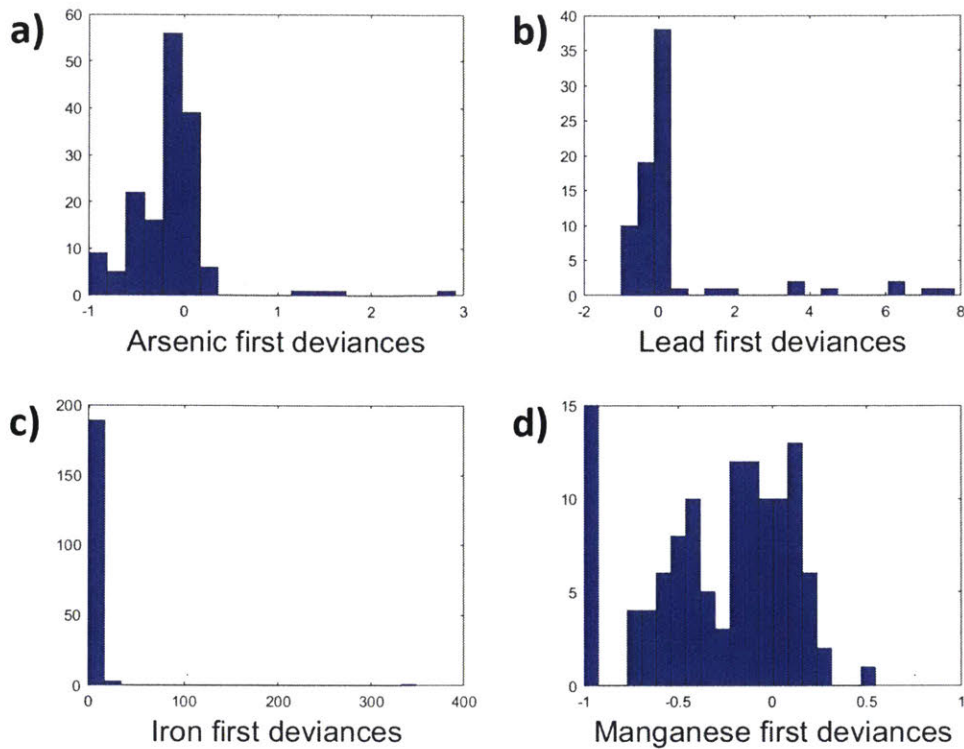 a)
60
50
40
30
20
10
0
-1 0 1 2 3
Arsenic first deviances
b)
40
35
30
25
20
15
10
5
0
-2 0 2 4 6 8
Lead first deviances
c)
200
150
100
50
0
0 100 200 300 400
Iron first deviances
d)
15
10
5
0
-1 -0.5 0 0.5 1
Manganese first deviances